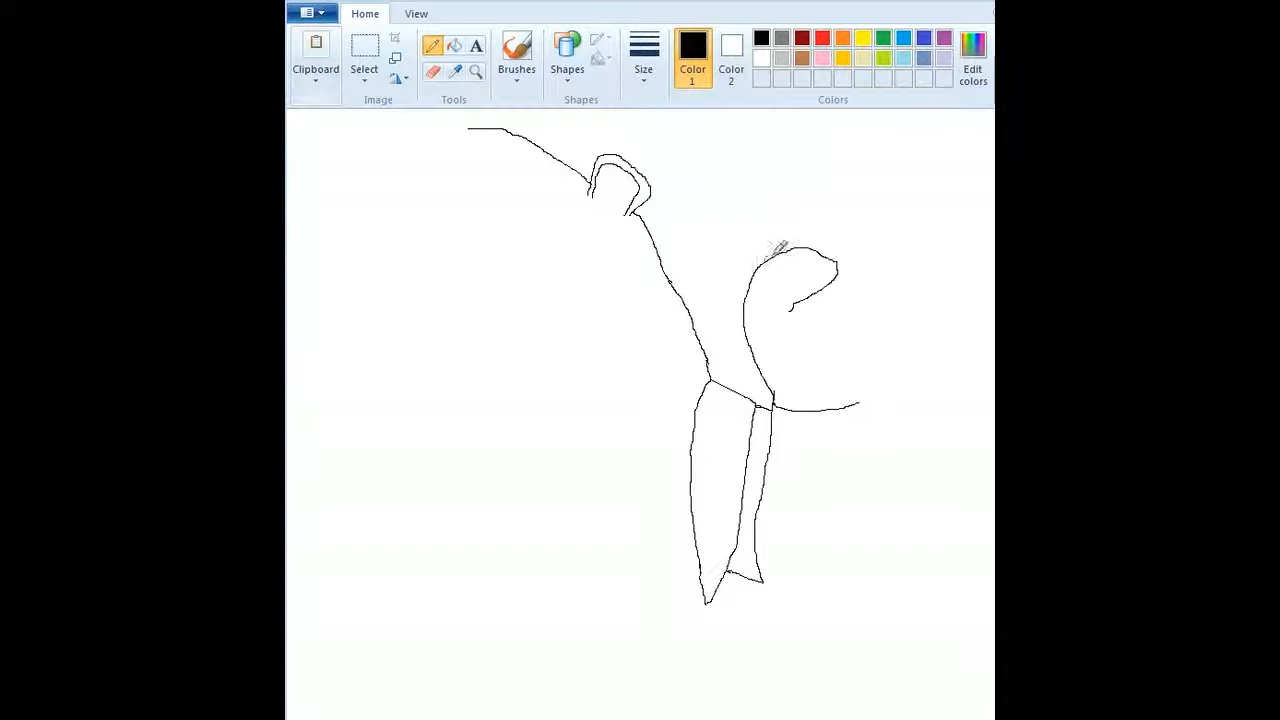 Home View
Clipboard Select Brushes Shapes Size Color 1 Color 2 Edit colors
A
Image Tools Shapes Colors